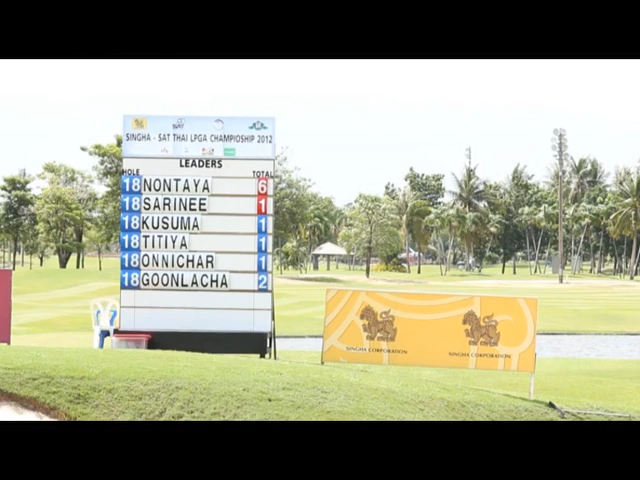 SINGHA - SAT THAI LPGA CHAMPIOSHIP 2012
LEADERS
HOLE TOTAL
18 NONTAYA 6
18 SARINEE 1
18 KUSUMA 1
18 TITIYA 1
18 ONNICHAR 1
18 GOONLACHA 2
SINGHA CORPORATION SINGHA CORPORATION